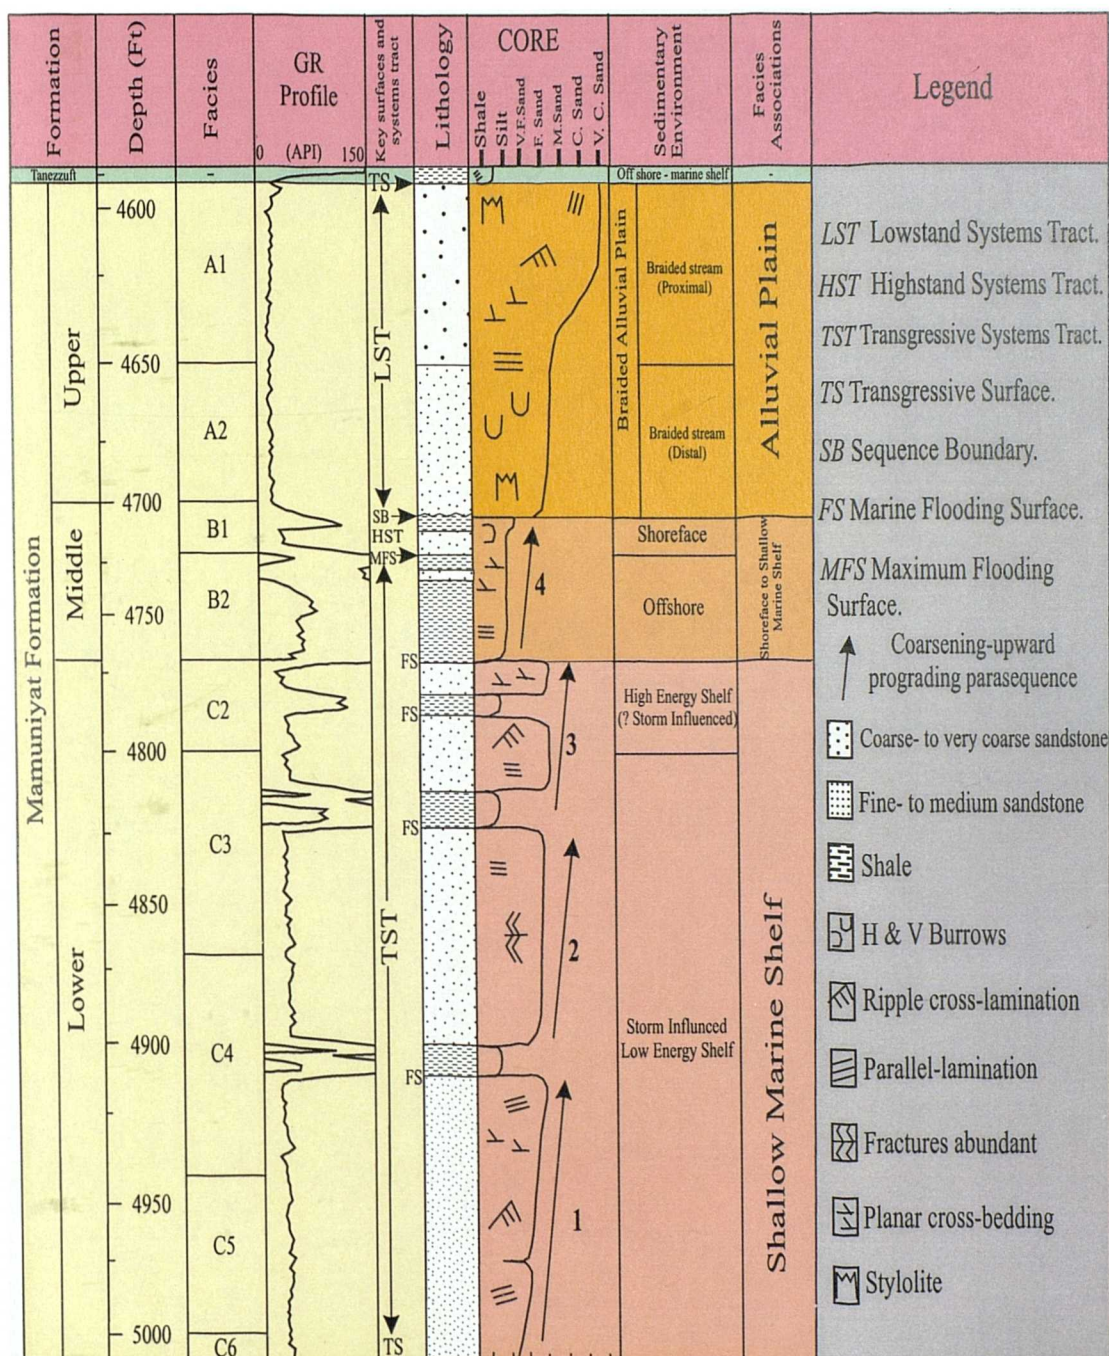 Formation
Depth (Ft)
Facies
GR
Profile
0 (API) 150
Key surfaces and
systems tract
Lithology
CORE
Shale
Silt
V.F.Sand
F. Sand
M.Sand
C. Sand
V. C. Sand
Sedimentary
Environment
Facies
Associations
Legend
Tanezzuft
-
-
TS
Off shore - marine shelf
-
Mamuniyat Formation
Upper
Middle
Lower
4600
4650
4700
4750
4800
4850
4900
4950
5000
A1
A2
B1
B2
C2
C3
C4
C5
C6
LST
SB
HST
MFS
FS
FS
FS
TST
FS
TS
4
3
2
1
Braided Alluvial Plain
Braided stream
(Proximal)
Braided stream
(Distal)
Shoreface
Offshore
High Energy Shelf
(? Storm Influenced)
Storm Influnced
Low Energy Shelf
Alluvial Plain
Shoreface to Shallow
Marine Shelf
Shallow Marine Shelf
LST Lowstand Systems Tract.
HST Highstand Systems Tract.
TST Transgressive Systems Tract.
TS Transgressive Surface.
SB Sequence Boundary.
FS Marine Flooding Surface.
MFS Maximum Flooding
Surface.
Coarsening-upward
prograding parasequence
Coarse- to very coarse sandstone
Fine- to medium sandstone
Shale
H & V Burrows
Ripple cross-lamination
Parallel-lamination
Fractures abundant
Planar cross-bedding
Stylolite